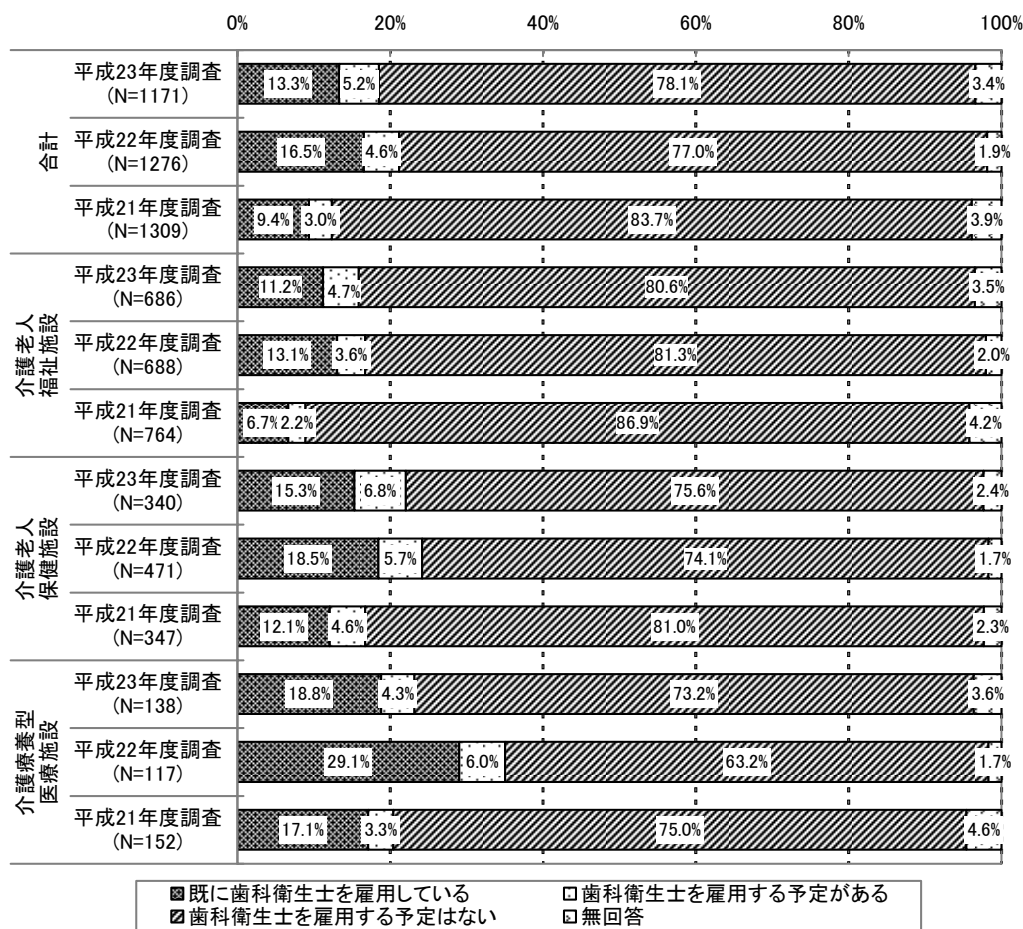 0% 20% 40% 60% 80% 100%
合計
平成23年度調査
(N=1171)
13.3% 5.2% 78.1% 3.4%
平成22年度調査
(N=1276)
16.5% 4.6% 77.0% 1.9%
平成21年度調査
(N=1309)
9.4% 3.0% 83.7% 3.9%
介護老人
福祉施設
平成23年度調査
(N=686)
11.2% 4.7% 80.6% 3.5%
平成22年度調査
(N=688)
13.1% 3.6% 81.3% 2.0%
平成21年度調査
(N=764)
6.7% 2.2% 86.9% 4.2%
介護老人
保健施設
平成23年度調査
(N=340)
15.3% 6.8% 75.6% 2.4%
平成22年度調査
(N=471)
18.5% 5.7% 74.1% 1.7%
平成21年度調査
(N=347)
12.1% 4.6% 81.0% 2.3%
介護療養型
医療施設
平成23年度調査
(N=138)
18.8% 4.3% 73.2% 3.6%
平成22年度調査
(N=117)
29.1% 6.0% 63.2% 1.7%
平成21年度調査
(N=152)
17.1% 3.3% 75.0% 4.6%
既に歯科衛生士を雇用している 歯科衛生士を雇用する予定がある
歯科衛生士を雇用する予定はない 無回答